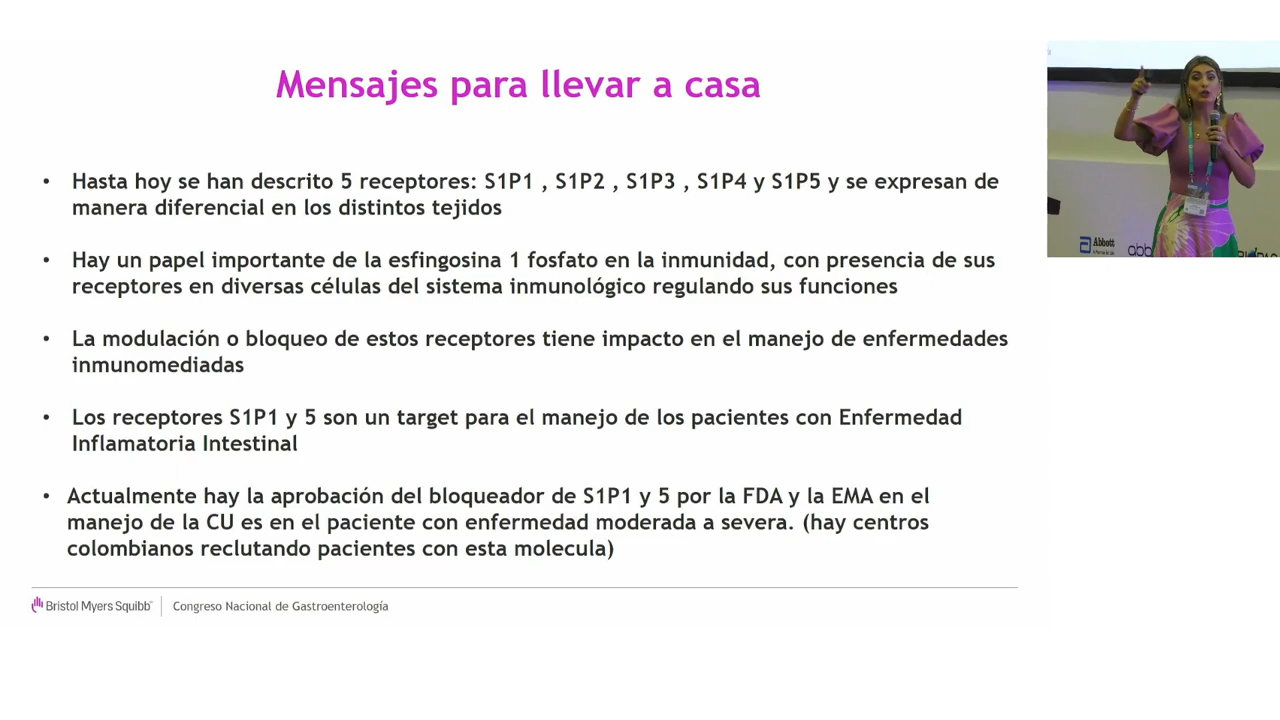 Mensajes para llevar a casa
• Hasta hoy se han descrito 5 receptores: S1P1 , S1P2 , S1P3 , S1P4 y S1P5 y se expresan de
manera diferencial en los distintos tejidos
• Hay un papel importante de la esfingosina 1 fosfato en la inmunidad, con presencia de sus
receptores en diversas células del sistema inmunológico regulando sus funciones
• La modulación o bloqueo de estos receptores tiene impacto en el manejo de enfermedades
inmunomediadas
• Los receptores S1P1 y 5 son un target para el manejo de los pacientes con Enfermedad
Inflamatoria Intestinal
• Actualmente hay la aprobación del bloqueador de S1P1 y 5 por la FDA y la EMA en el
manejo de la CU es en el paciente con enfermedad moderada a severa. (hay centros
colombianos reclutando pacientes con esta molecula)
Bristol Myers Squibb™ Congreso Nacional de Gastroenterología
Abbott